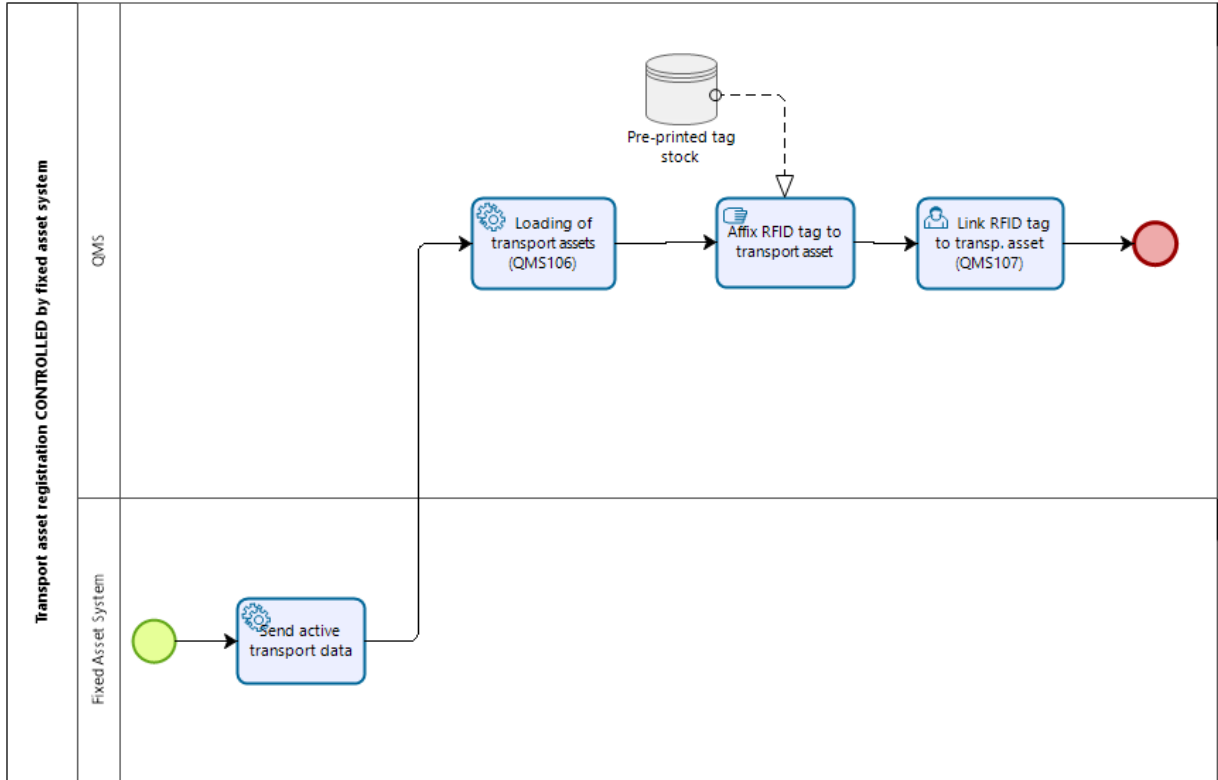 Transport asset registration CONTROLLED by fixed asset system
QMS
Pre-printed tag
stock
Loading of
transport assets
(QMS106)
Affix RFID tag to
transport asset
Link RFID tag
to transp. asset
(QMS107)
Fixed Asset System
Send active
transport data